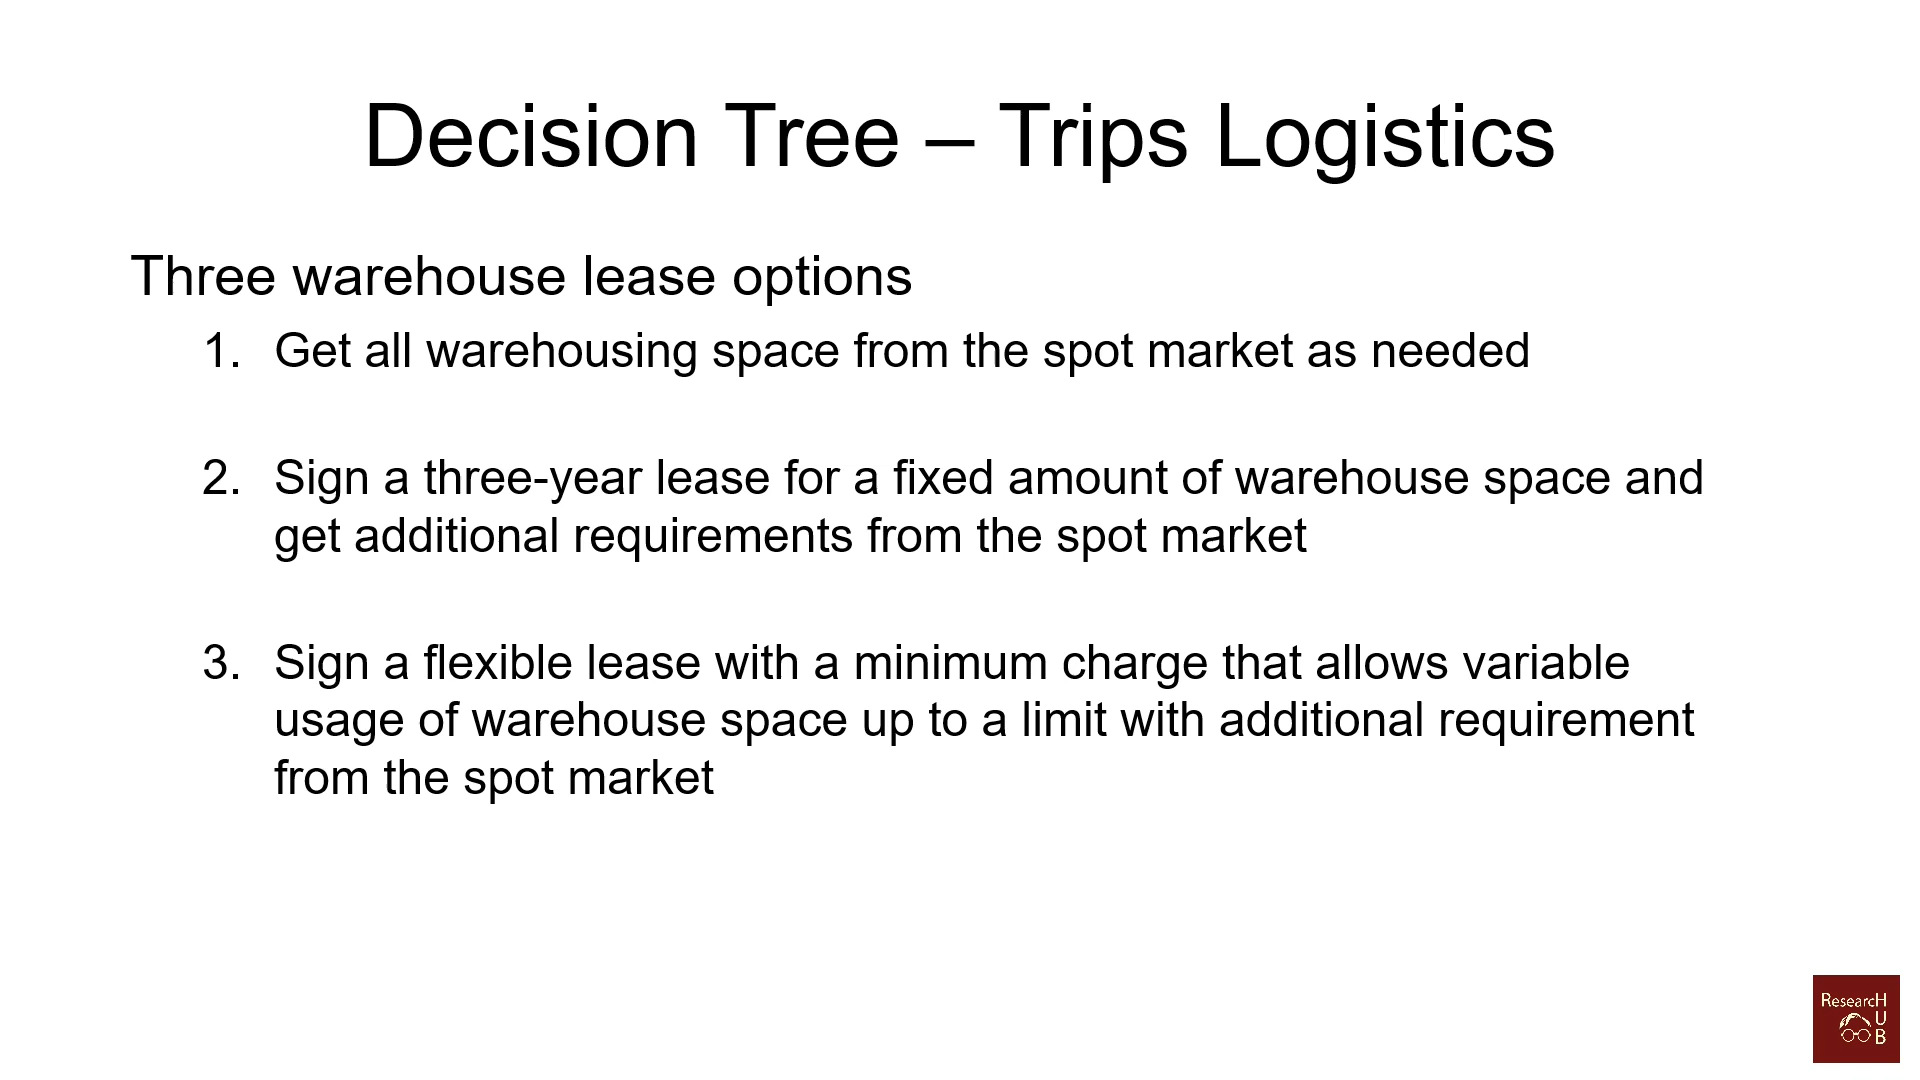 Decision Tree – Trips Logistics
Three warehouse lease options
1. Get all warehousing space from the spot market as needed
2. Sign a three-year lease for a fixed amount of warehouse space and
get additional requirements from the spot market
3. Sign a flexible lease with a minimum charge that allows variable
usage of warehouse space up to a limit with additional requirement
from the spot market
ResearcH
U
B